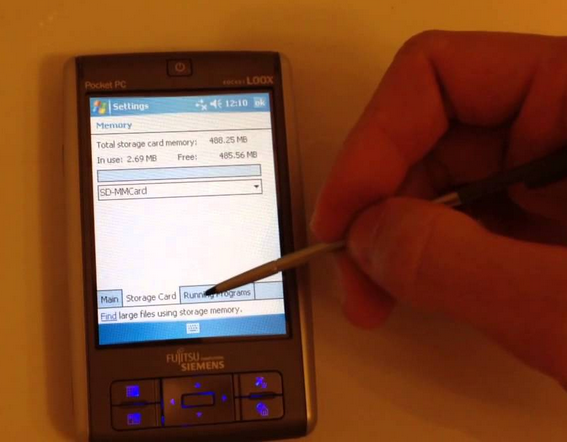 Pocket PC
POCKET LOOX
Settings 12:10 ok
Memory
Total storage card memory: 488.25 MB
In use: 2.69 MB Free: 485.56 MB
SD-MMCard
Main Storage Card Running Programs
Find large files using storage memory.
FUJITSU COMPUTERS
SIEMENS